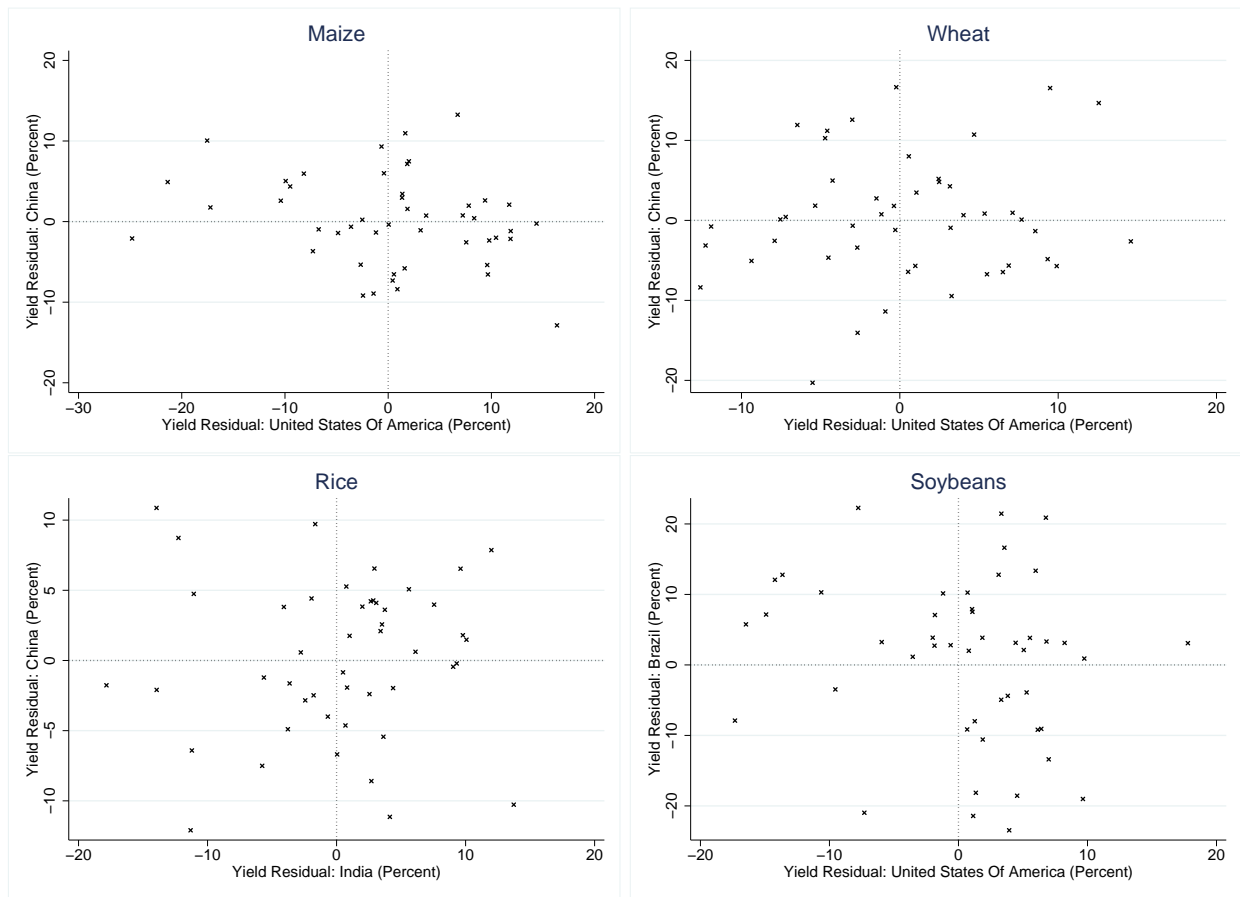 Maize
20
10
0
−10
−20
Yield Residual: China (Percent)
−30 −20 −10 0 10 20
Yield Residual: United States Of America (Percent)
Wheat
20
10
0
−10
−20
Yield Residual: China (Percent)
−10 0 10 20
Yield Residual: United States Of America (Percent)
Rice
10
5
0
−5
−10
Yield Residual: China (Percent)
−20 −10 0 10 20
Yield Residual: India (Percent)
Soybeans
20
10
0
−10
−20
Yield Residual: Brazil (Percent)
−20 −10 0 10 20
Yield Residual: United States Of America (Percent)